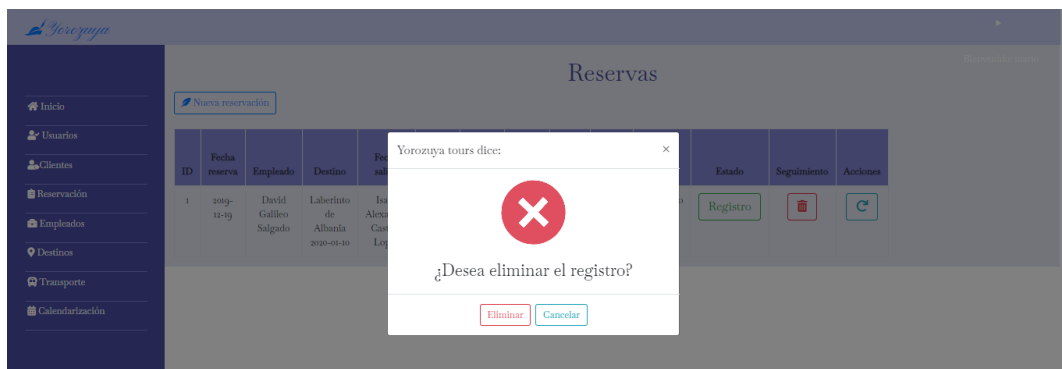 Yorozuya
Bienvenido mario
Reservas
Inicio
Nueva reservación
Usuarios
Clientes
Reservación
Empleados
Destinos
Transporte
Calendarización
ID
Fecha
reserva
Empleado
Destino
Estado
Seguimiento
Acciones
1
2019-
12-19
David
Galileo
Salgado
Laberinto
de
Albania
2020-01-10
Registro
Yorozuya tours dice:
×
¿Desea eliminar el registro?
Eliminar
Cancelar